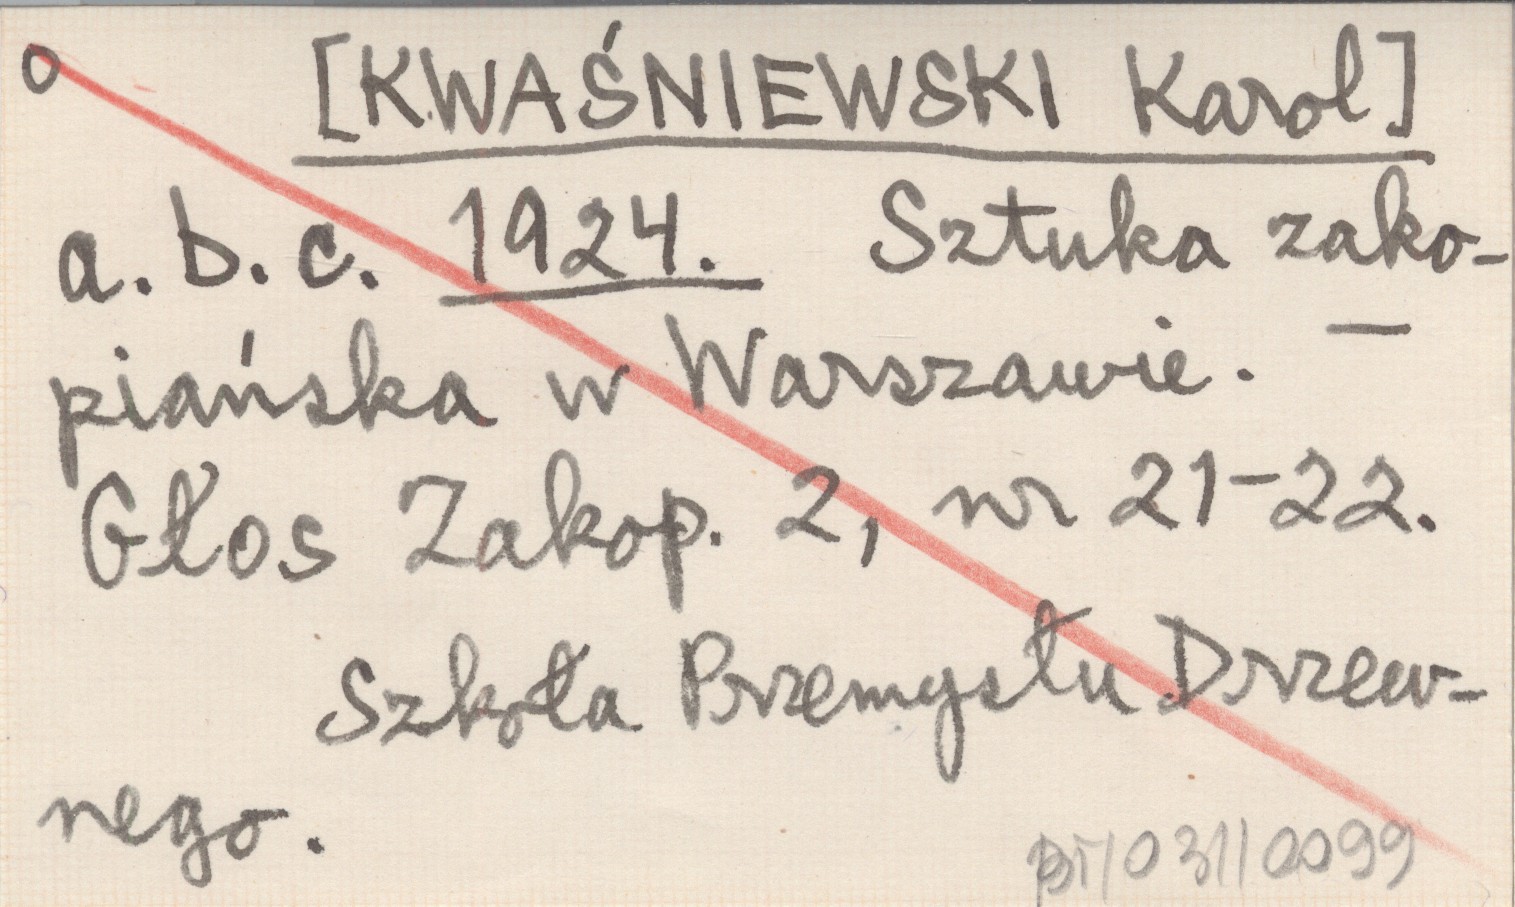 [KWAŚNIEWSKI Karol]
a. b. c. 1924. Sztuka zako-
piańska w Warszawie. —
Głos Zakop. 2, nr 21-22.
Szkoła Przemysłu Drzew-
nego.
031/0099